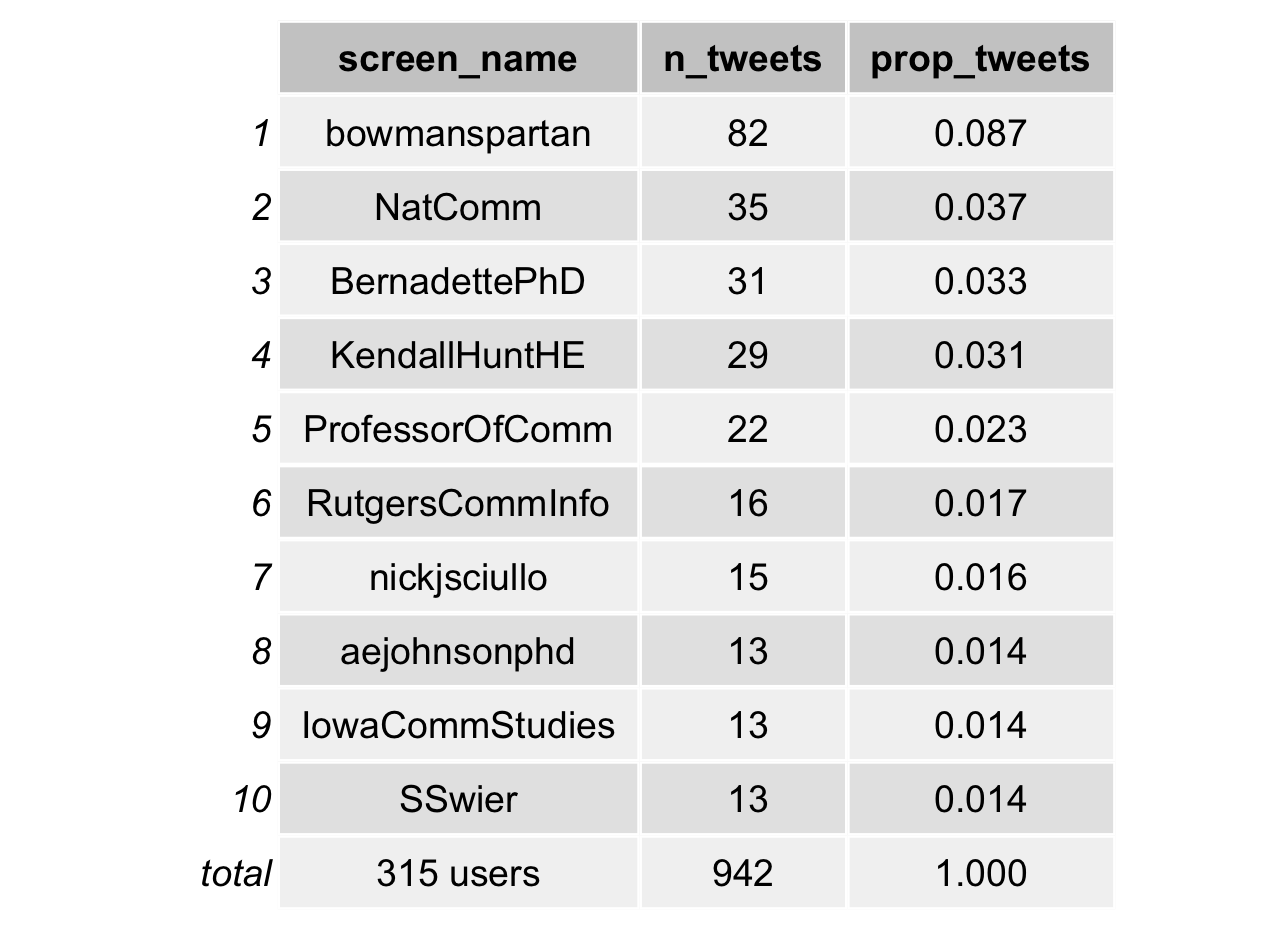 screen_name n_tweets prop_tweets
1 bowmanspartan 82 0.087
2 NatComm 35 0.037
3 BernadettePhD 31 0.033
4 KendallHuntHE 29 0.031
5 ProfessorOfComm 22 0.023
6 RutgersCommInfo 16 0.017
7 nickjsciullo 15 0.016
8 aejohnsonphd 13 0.014
9 IowaCommStudies 13 0.014
10 SSwier 13 0.014
total 315 users 942 1.000